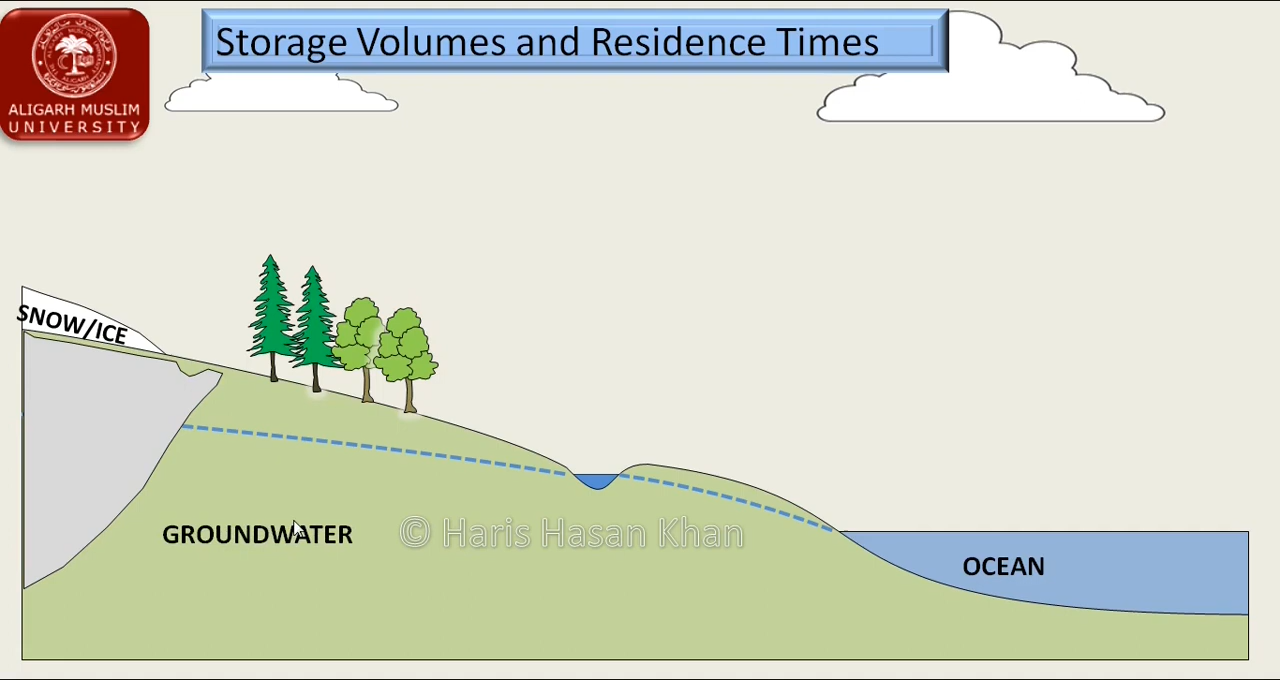 Storage Volumes and Residence Times
ALIGARH MUSLIM
UNIVERSITY
SNOW/ICE
GROUNDWATER
© Haris Hasan Khan
OCEAN